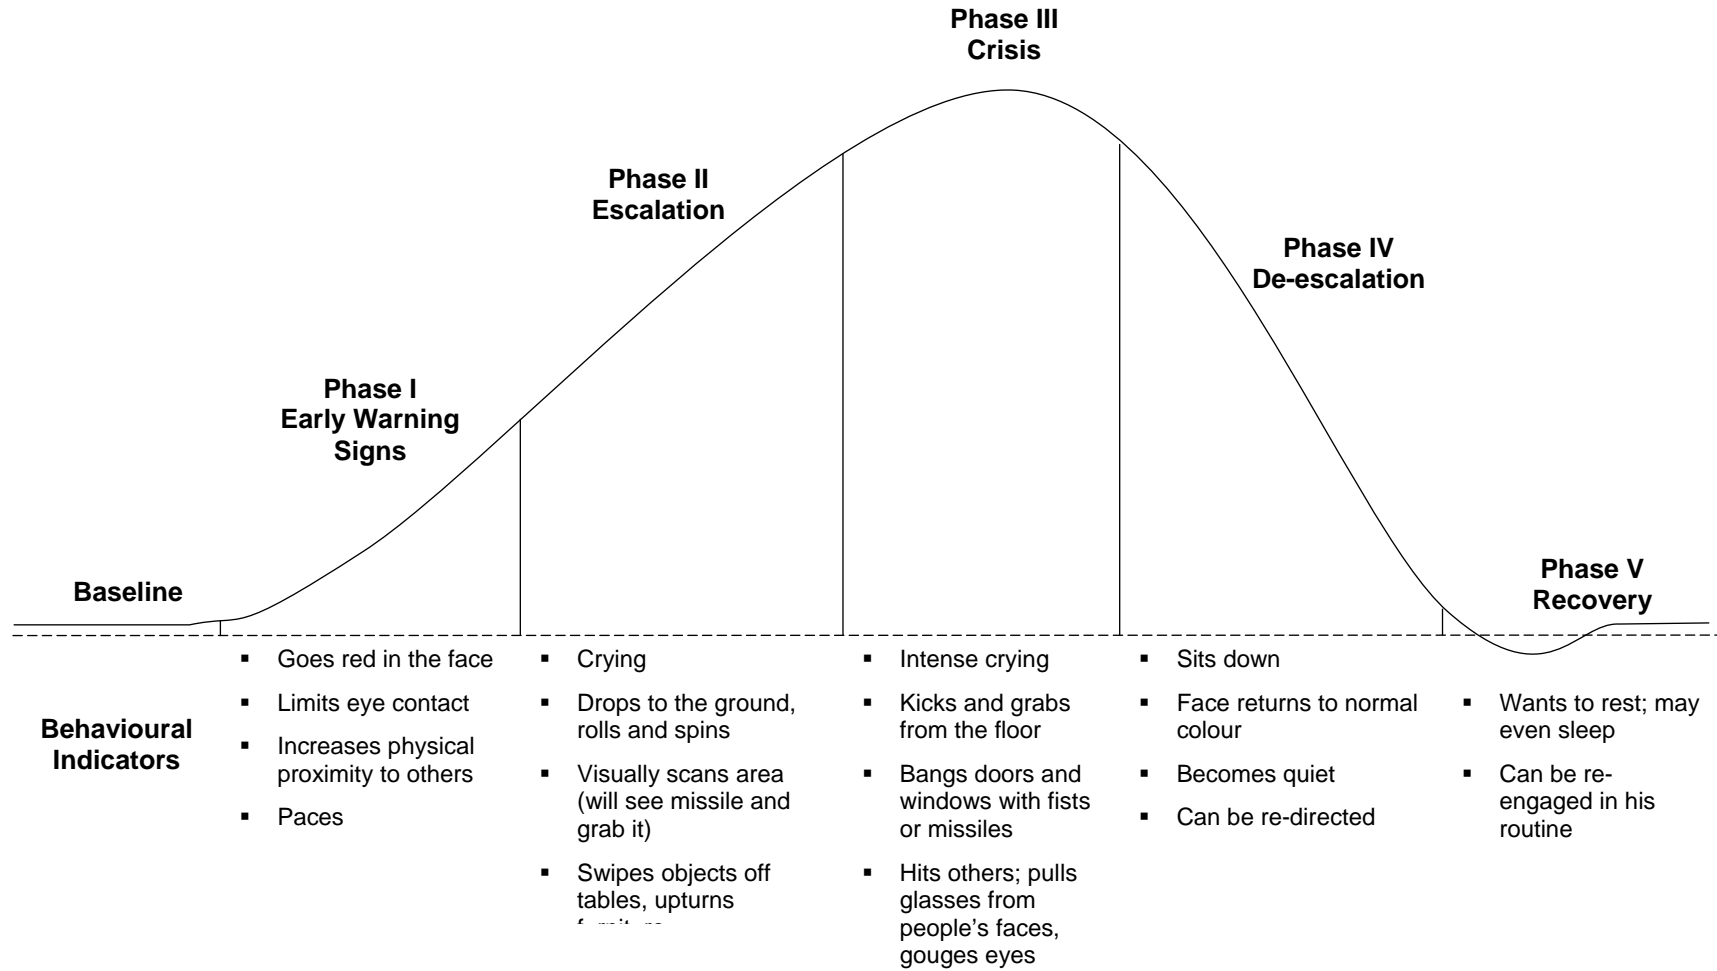 Phase III
Crisis
Phase II
Escalation
Phase IV
De-escalation
Phase I
Early Warning
Signs
Baseline
Phase V
Recovery
Behavioural
Indicators
▪ Goes red in the face
▪ Limits eye contact
▪ Increases physical
proximity to others
▪ Paces
▪ Crying
▪ Drops to the ground,
rolls and spins
▪ Visually scans area
(will see missile and
grab it)
▪ Swipes objects off
tables, upturns
▪ Intense crying
▪ Kicks and grabs
from the floor
▪ Bangs doors and
windows with fists
or missiles
▪ Hits others; pulls
glasses from
people’s faces,
gouges eyes
▪ Sits down
▪ Face returns to normal
colour
▪ Becomes quiet
▪ Can be re-directed
▪ Wants to rest; may
even sleep
▪ Can be re-
engaged in his
routine